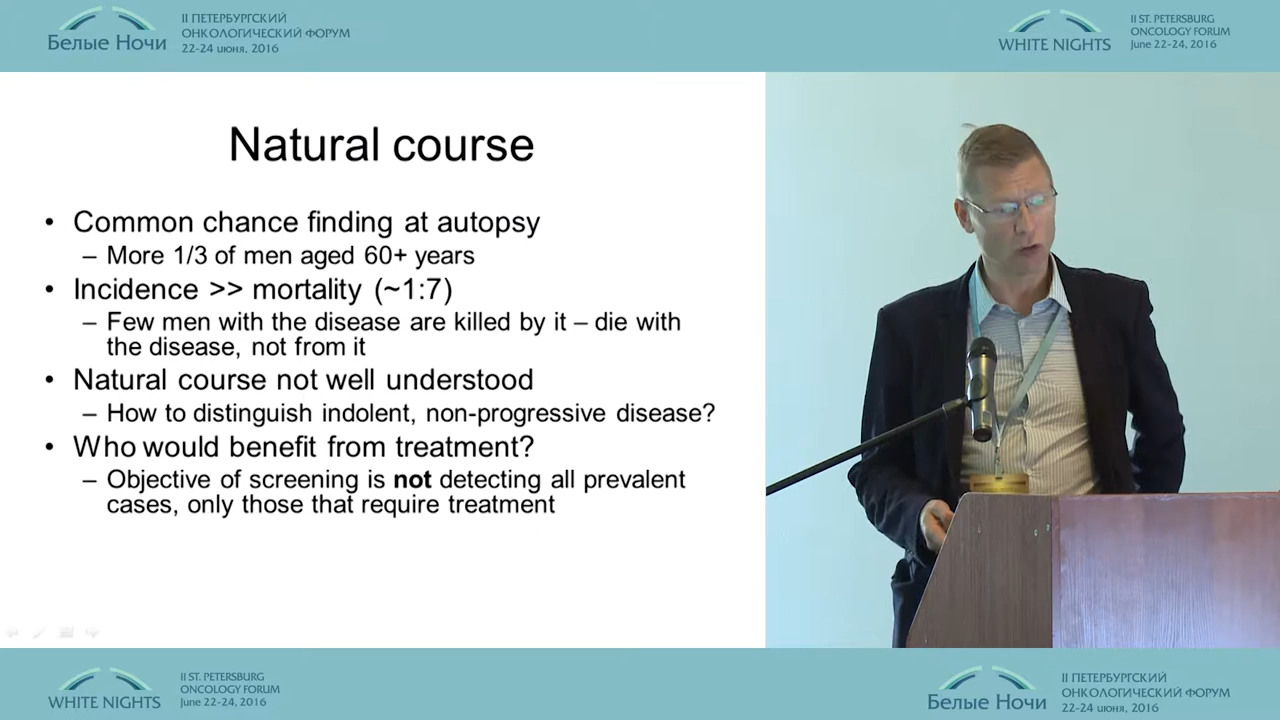 Белые Ночи
II ПЕТЕРБУРГСКИЙ
ОНКОЛОГИЧЕСКИЙ ФОРУМ
22-24 июня, 2016
WHITE NIGHTS
II ST. PETERSBURG
ONCOLOGY FORUM
June 22-24, 2016
Natural course
• Common chance finding at autopsy
– More 1/3 of men aged 60+ years
• Incidence >> mortality (~1:7)
– Few men with the disease are killed by it – die with
the disease, not from it
• Natural course not well understood
– How to distinguish indolent, non-progressive disease?
• Who would benefit from treatment?
– Objective of screening is not detecting all prevalent
cases, only those that require treatment
WHITE NIGHTS
II ST. PETERSBURG
ONCOLOGY FORUM
June 22-24, 2016
Белые Ночи
II ПЕТЕРБУРГСКИЙ
ОНКОЛОГИЧЕСКИЙ ФОРУМ
22-24 июня, 2016